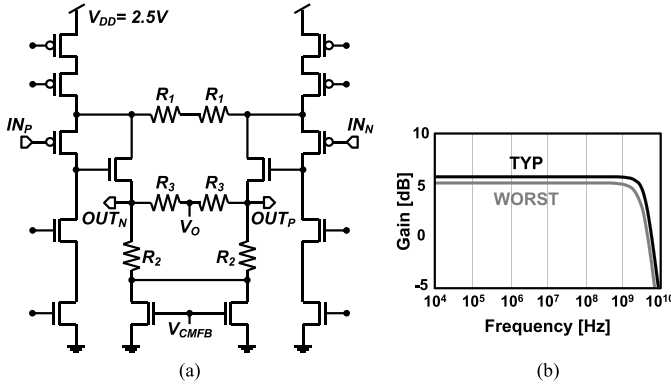 V_DD = 2.5V
R_1 R_1
IN_P IN_N
R_3 R_3
OUT_N V_O OUT_P
R_2 R_2
V_CMFB
(a)
10
5
0
-5
Gain [dB]
TYP
WORST
10^4 10^5 10^6 10^7 10^8 10^9 10^10
Frequency [Hz]
(b)